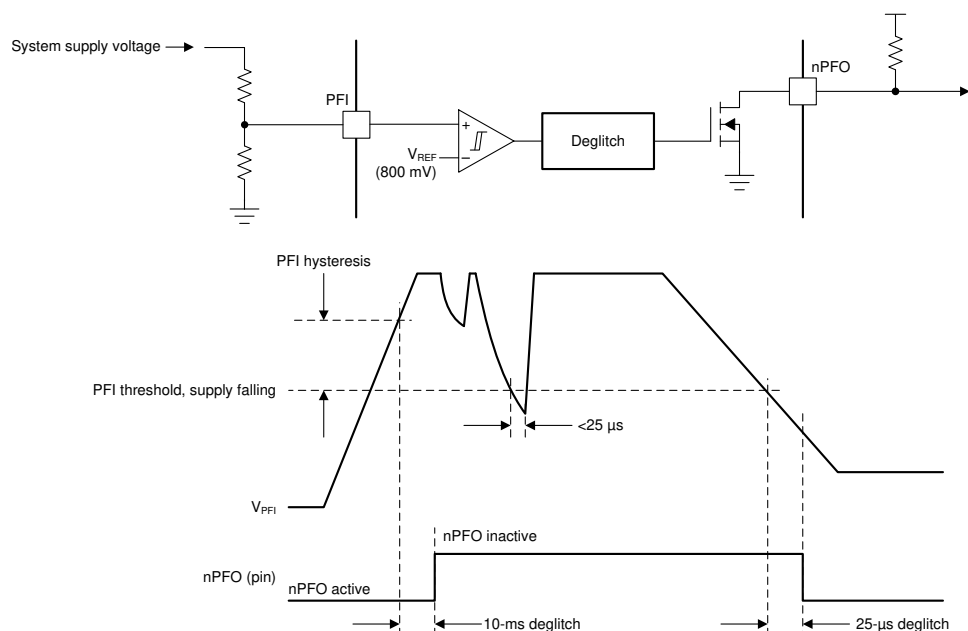 System supply voltage
PFI
nPFO
+
VREF
(800 mV)
−
Deglitch
PFI hysteresis
PFI threshold, supply falling
<25 µs
VPFI
nPFO inactive
nPFO (pin)
nPFO active
10-ms deglitch
25-µs deglitch